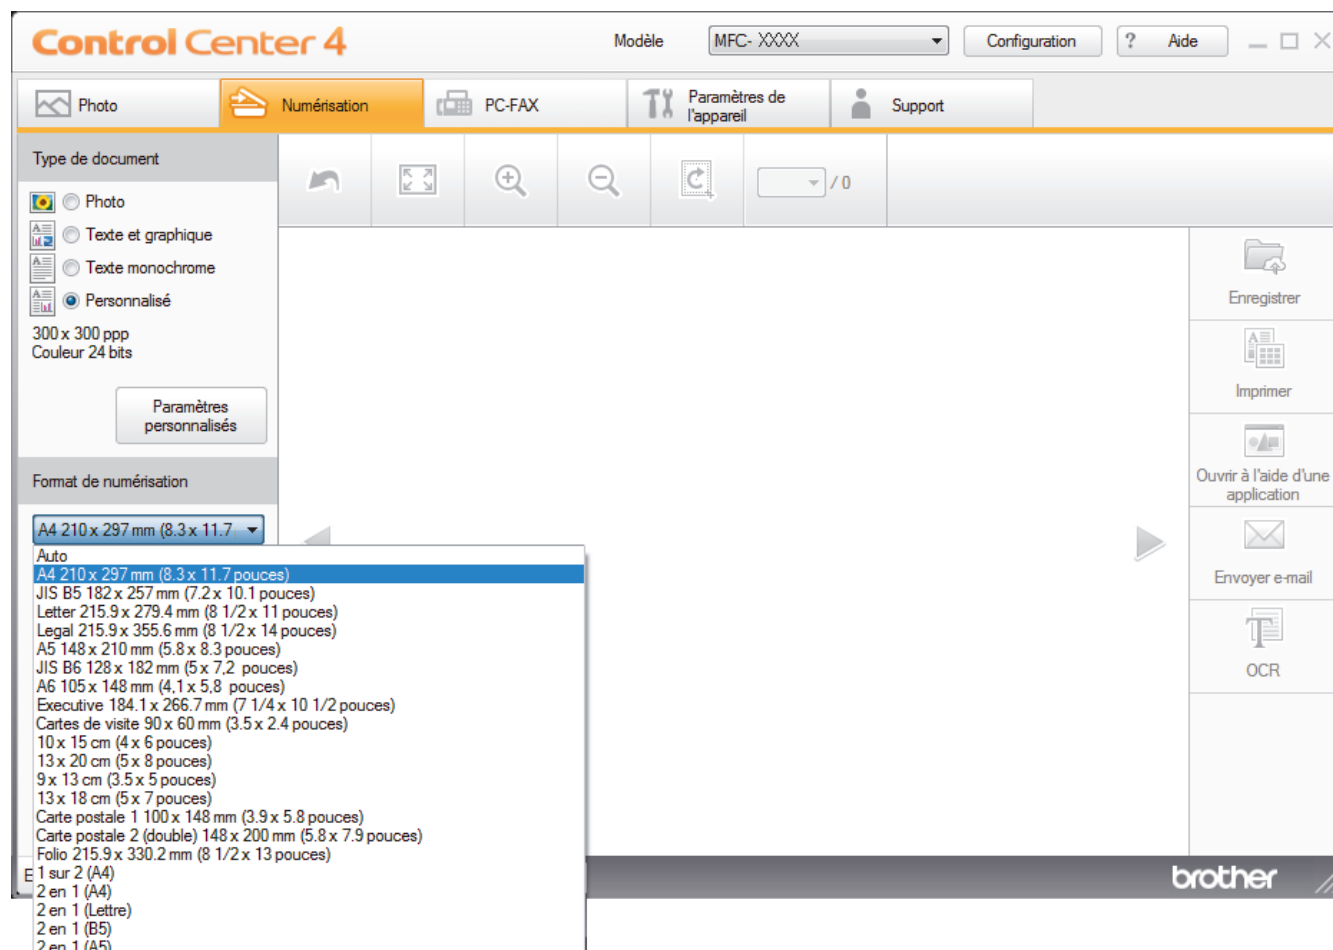 Control Center 4
Modèle
MFC- XXXX
Configuration
? Aide
Photo
Numérisation
PC-FAX
Paramètres de
l'appareil
Support
Type de document
/ 0
Photo
Texte et graphique
Texte monochrome
Personnalisé
300 x 300 ppp
Couleur 24 bits
Paramètres
personnalisés
Format de numérisation
A4 210 x 297 mm (8.3 x 11.7
Auto
A4 210 x 297 mm (8.3 x 11.7 pouces)
JIS B5 182 x 257 mm (7.2 x 10.1 pouces)
Letter 215.9 x 279.4 mm (8 1/2 x 11 pouces)
Legal 215.9 x 355.6 mm (8 1/2 x 14 pouces)
A5 148 x 210 mm (5.8 x 8.3 pouces)
JIS B6 128 x 182 mm (5 x 7,2 pouces)
A6 105 x 148 mm (4,1 x 5,8 pouces)
Executive 184.1 x 266.7 mm (7 1/4 x 10 1/2 pouces)
Cartes de visite 90 x 60 mm (3.5 x 2.4 pouces)
10 x 15 cm (4 x 6 pouces)
13 x 20 cm (5 x 8 pouces)
9 x 13 cm (3.5 x 5 pouces)
13 x 18 cm (5 x 7 pouces)
Carte postale 1 100 x 148 mm (3.9 x 5.8 pouces)
Carte postale 2 (double) 148 x 200 mm (5.8 x 7.9 pouces)
Folio 215.9 x 330.2 mm (8 1/2 x 13 pouces)
1 sur 2 (A4)
2 en 1 (A4)
2 en 1 (Lettre)
2 en 1 (B5)
2 en 1 (A5)
Enregistrer
Imprimer
Ouvrir à l'aide d'une
application
Envoyer e-mail
OCR
brother